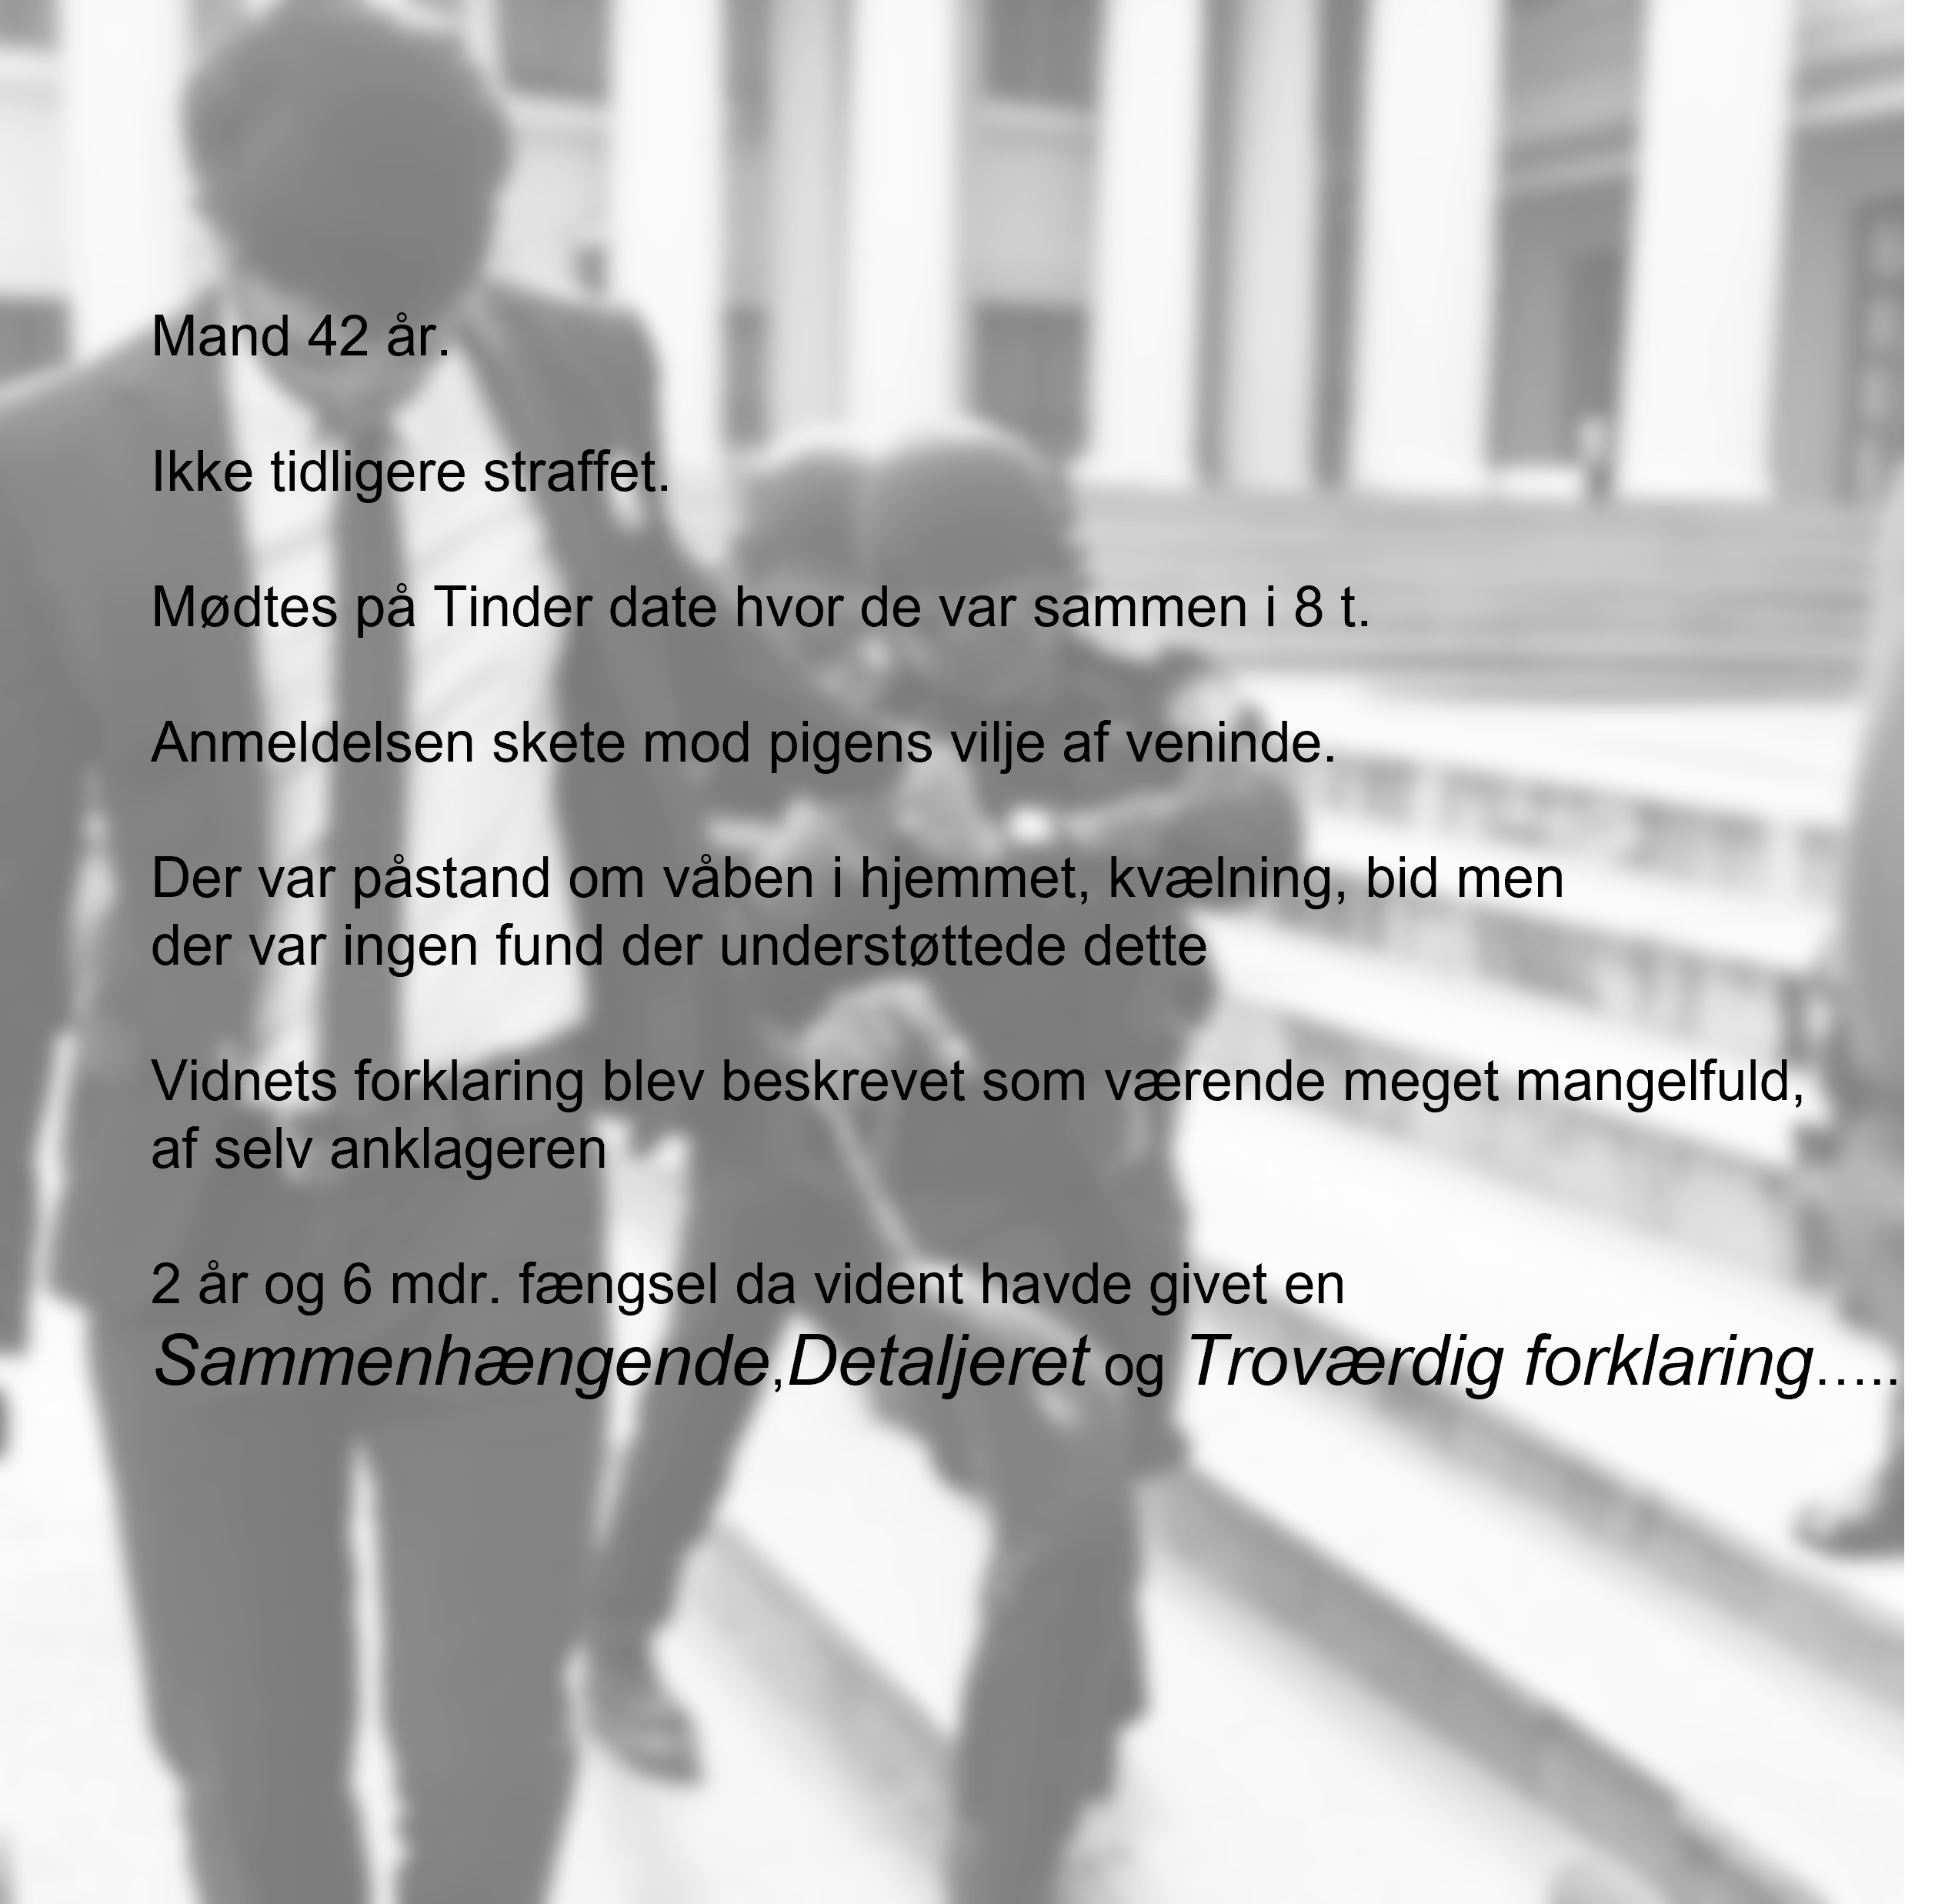 Mand 42 år.
Ikke tidligere straffet.
Mødtes på Tinder date hvor de var sammen i 8 t.
Anmeldelsen skete mod pigens vilje af veninde.
Der var påstand om våben i hjemmet, kvælning, bid men
der var ingen fund der understøttede dette
Vidnets forklaring blev beskrevet som værende meget mangelfuld,
af selv anklageren
2 år og 6 mdr. fængsel da vident havde givet en
Sammenhængende,Detaljeret og Troværdig forklaring.....